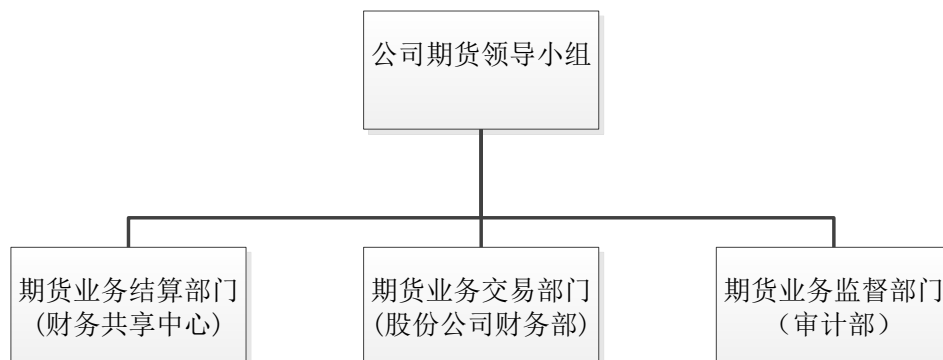 公司期货领导小组
期货业务结算部门
(财务共享中心)
期货业务交易部门
(股份公司财务部)
期货业务监督部门
（审计部）